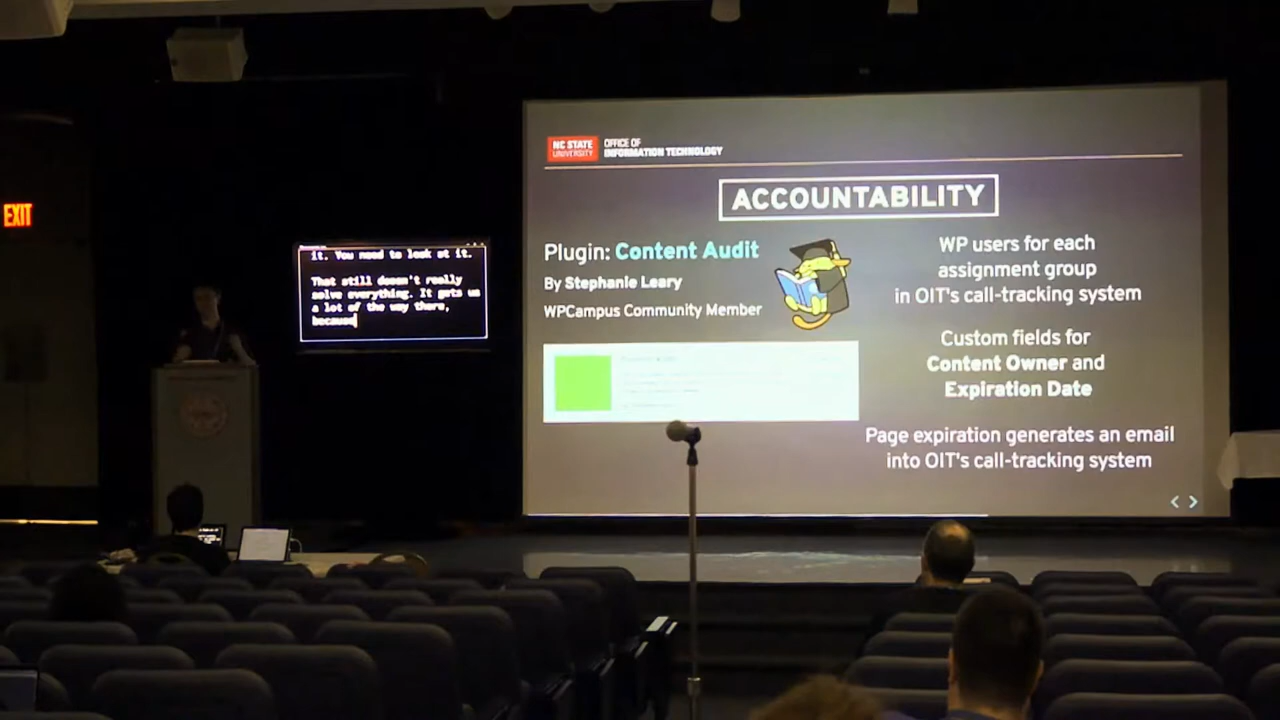 EXIT
it. You need to look at it.
That still doesn't really
solve everything. It gets us
a lot of the way there,
because
NC STATE
UNIVERSITY
OFFICE OF
INFORMATION TECHNOLOGY
ACCOUNTABILITY
Plugin: Content Audit
By Stephanie Leary
WPCampus Community Member
WP users for each
assignment group
in OIT's call-tracking system
Custom fields for
Content Owner and
Expiration Date
Page expiration generates an email
into OIT's call-tracking system